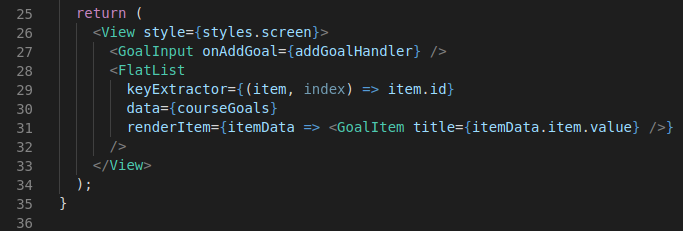 25 return (
26 <View style={styles.screen}>
27 <GoalInput onAddGoal={addGoalHandler} />
28 <FlatList
29 keyExtractor={(item, index) => item.id}
30 data={courseGoals}
31 renderItem={itemData => <GoalItem title={itemData.item.value} />}
32 />
33 </View>
34 );
35 }
36